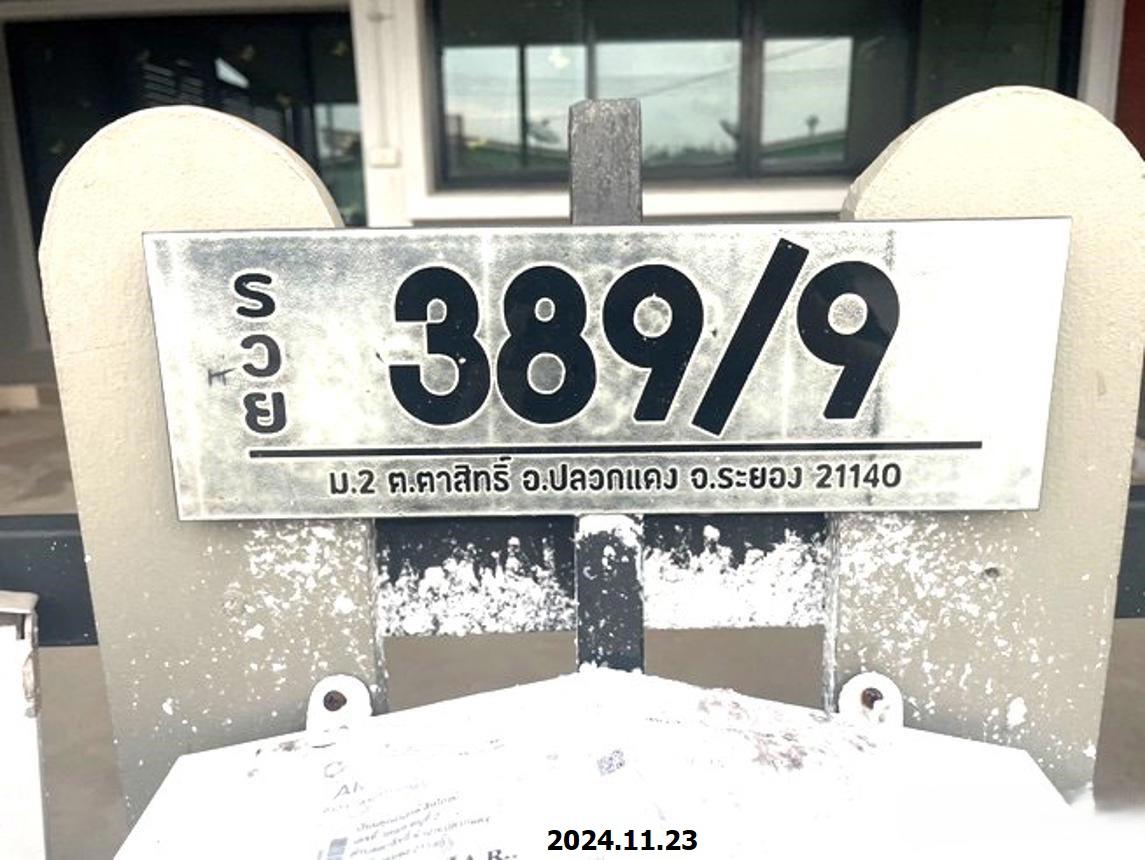 รวย
389/9
ม.2 ต.ตาสิทธิ์ อ.ปลวกแดง จ.ระยอง 21140
2024.11.23